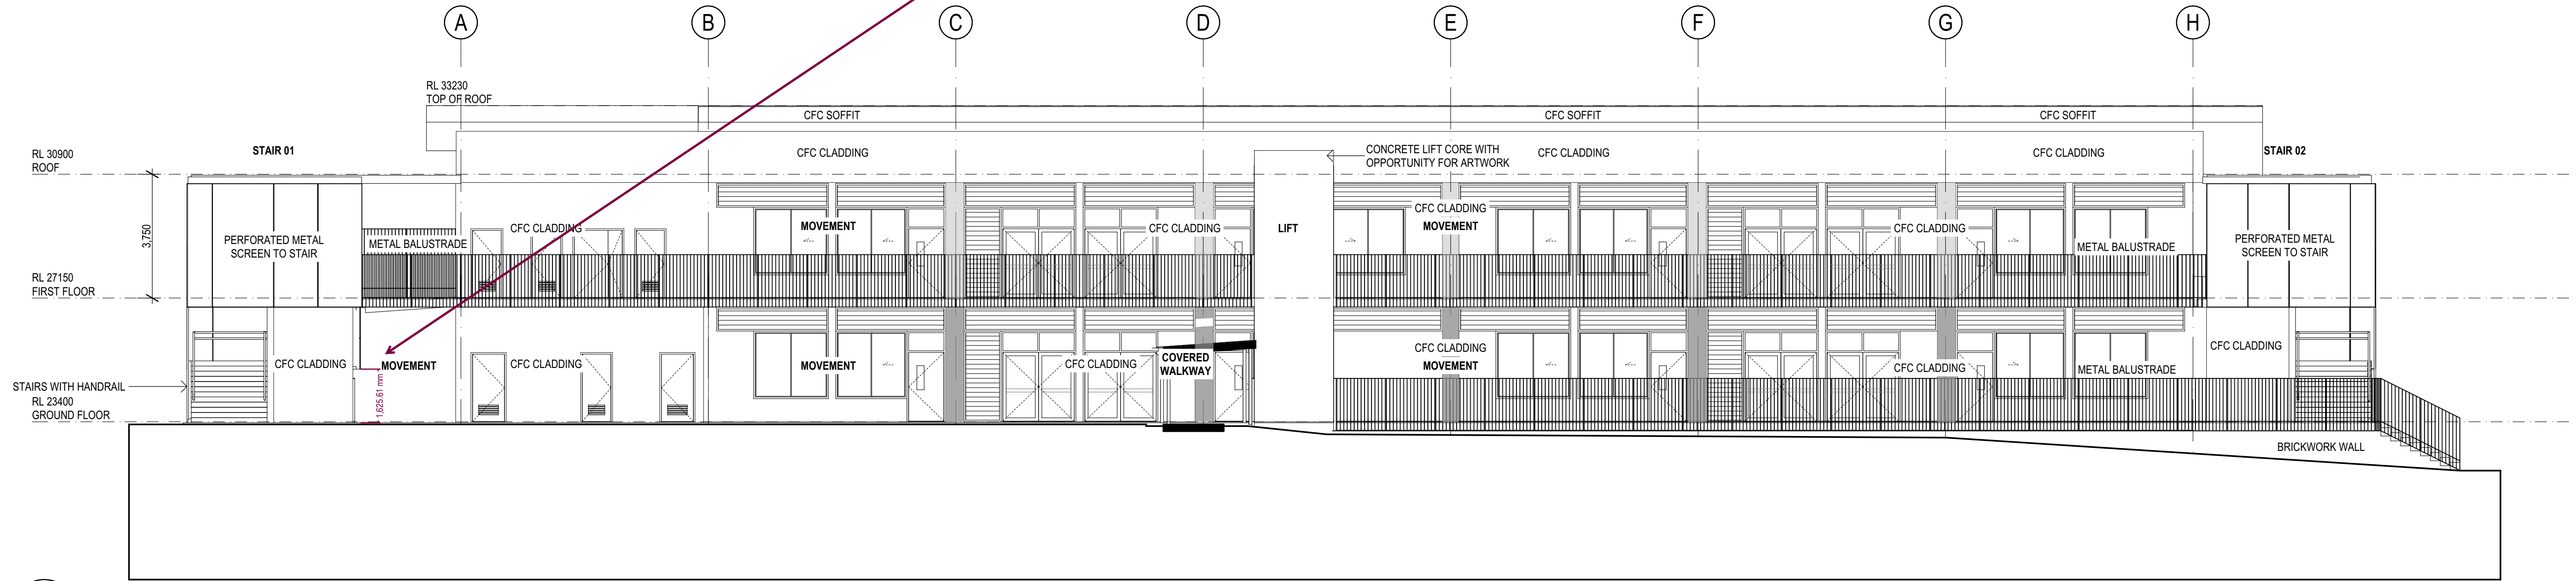 A
B
C
D
E
F
G
H
RL 33230
TOP OF ROOF
CFC SOFFIT
CFC SOFFIT
CFC SOFFIT
STAIR 01
CFC CLADDING
CONCRETE LIFT CORE WITH
OPPORTUNITY FOR ARTWORK
CFC CLADDING
CFC CLADDING
STAIR 02
RL 30900
ROOF
3,750
PERFORATED METAL
SCREEN TO STAIR
METAL BALUSTRADE
CFC CLADDING
MOVEMENT
CFC CLADDING
LIFT
CFC CLADDING
MOVEMENT
CFC CLADDING
METAL BALUSTRADE
PERFORATED METAL
SCREEN TO STAIR
RL 27150
FIRST FLOOR
CFC CLADDING
MOVEMENT
CFC CLADDING
MOVEMENT
CFC CLADDING
COVERED
WALKWAY
CFC CLADDING
MOVEMENT
CFC CLADDING
METAL BALUSTRADE
CFC CLADDING
STAIRS WITH HANDRAIL
1,625.61 mm
RL 23400
GROUND FLOOR
BRICKWORK WALL